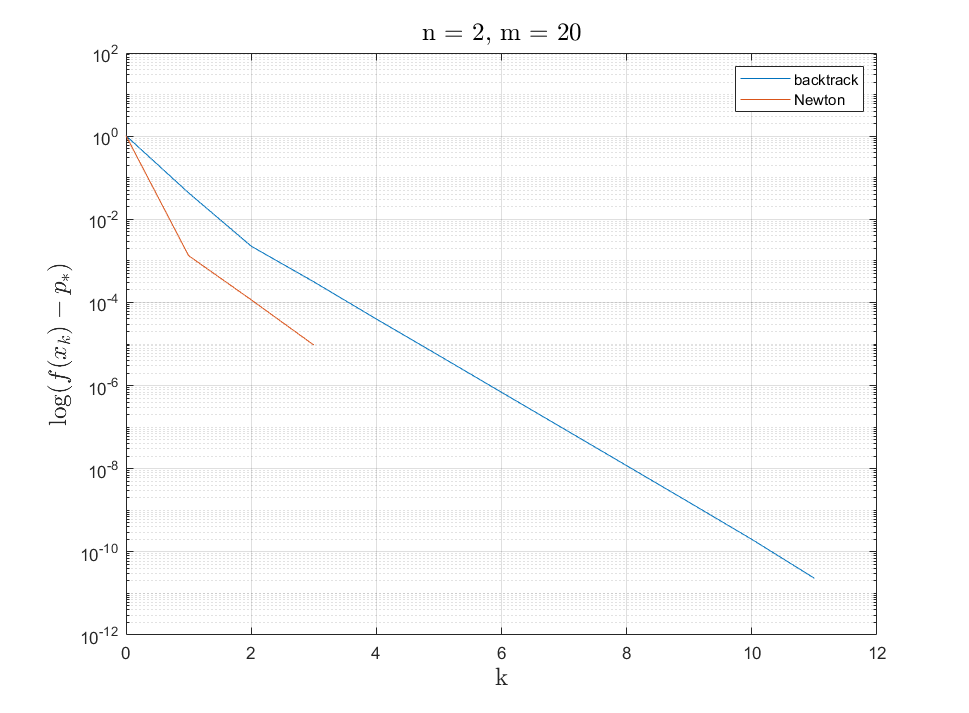 n = 2, m = 20
backtrack
Newton
log(f(x_k) − p_*)
10^2
10^0
10^-2
10^-4
10^-6
10^-8
10^-10
10^-12
0 2 4 6 8 10 12
k